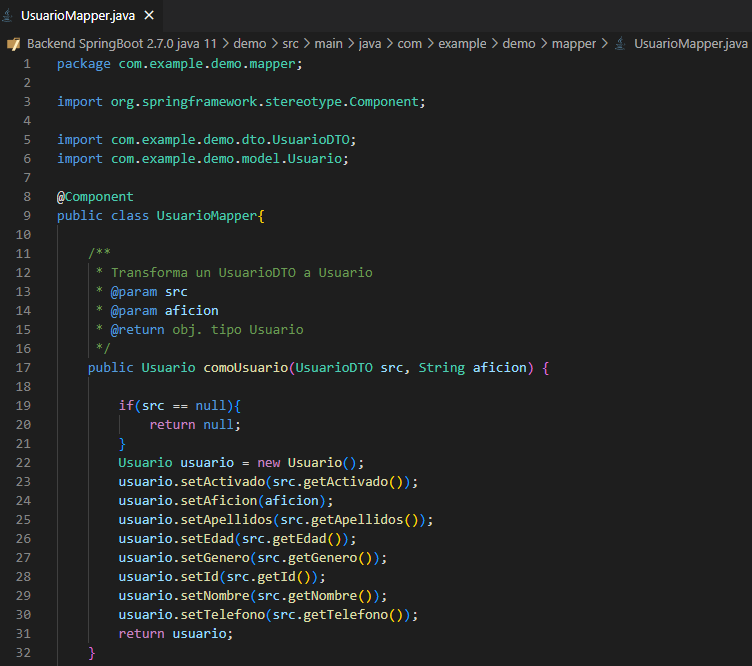 UsuarioMapper.java ×
Backend SpringBoot 2.7.0 java 11 > demo > src > main > java > com > example > demo > mapper > UsuarioMapper.java
1 package com.example.demo.mapper;
2
3 import org.springframework.stereotype.Component;
4
5 import com.example.demo.dto.UsuarioDTO;
6 import com.example.demo.model.Usuario;
7
8 @Component
9 public class UsuarioMapper{
10
11     /**
12      * Transforma un UsuarioDTO a Usuario
13      * @param src
14      * @param aficion
15      * @return obj. tipo Usuario
16      */
17     public Usuario comoUsuario(UsuarioDTO src, String aficion) {
18
19         if(src == null){
20             return null;
21         }
22         Usuario usuario = new Usuario();
23         usuario.setActivado(src.getActivado());
24         usuario.setAficion(aficion);
25         usuario.setApellidos(src.getApellidos());
26         usuario.setEdad(src.getEdad());
27         usuario.setGenero(src.getGenero());
28         usuario.setId(src.getId());
29         usuario.setNombre(src.getNombre());
30         usuario.setTelefono(src.getTelefono());
31         return usuario;
32     }